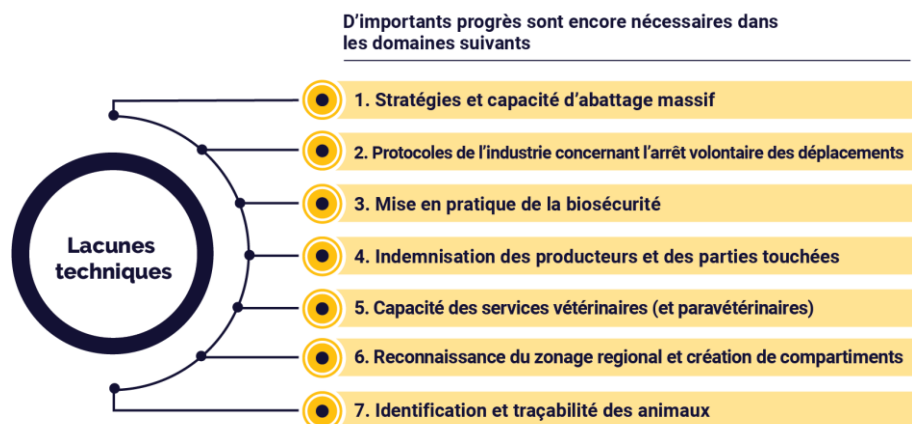 D’importants progrès sont encore nécessaires dans
les domaines suivants
Lacunes
techniques
1. Stratégies et capacité d’abattage massif
2. Protocoles de l’industrie concernant l’arrêt volontaire des déplacements
3. Mise en pratique de la biosécurité
4. Indemnisation des producteurs et des parties touchées
5. Capacité des services vétérinaires (et paravétérinaires)
6. Reconnaissance du zonage regional et création de compartiments
7. Identification et traçabilité des animaux